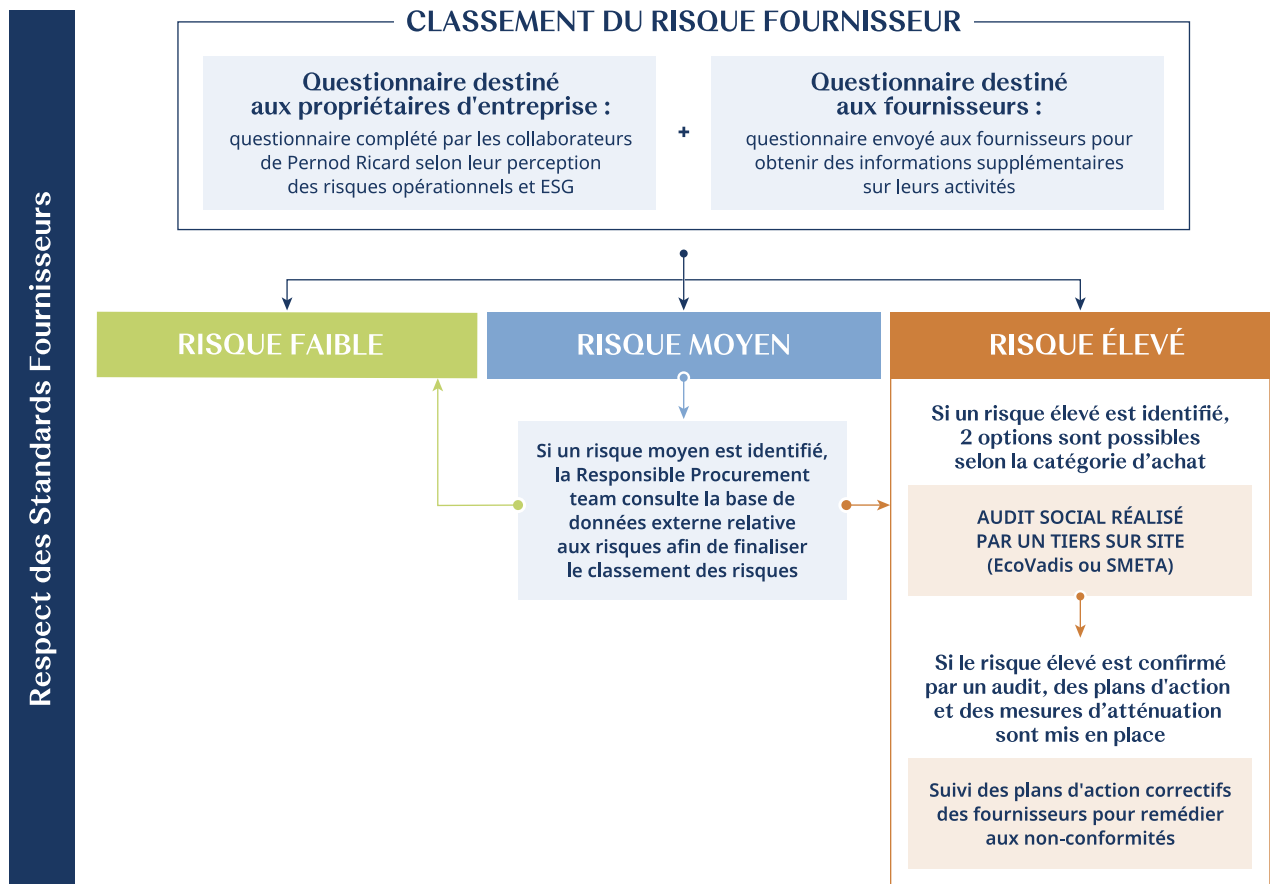 Respect des Standards Fournisseurs
CLASSEMENT DU RISQUE FOURNISSEUR
Questionnaire destiné
aux propriétaires d'entreprise :
questionnaire complété par les collaborateurs
de Pernod Ricard selon leur perception
des risques opérationnels et ESG
+
Questionnaire destiné
aux fournisseurs :
questionnaire envoyé aux fournisseurs pour
obtenir des informations supplémentaires
sur leurs activités
RISQUE FAIBLE
RISQUE MOYEN
Si un risque moyen est identifié,
la Responsible Procurement
team consulte la base de
données externe relative
aux risques afin de finaliser
le classement des risques
RISQUE ÉLEVÉ
Si un risque élevé est identifié,
2 options sont possibles
selon la catégorie d’achat
AUDIT SOCIAL RÉALISÉ
PAR UN TIERS SUR SITE
(EcoVadis ou SMETA)
Si le risque élevé est confirmé
par un audit, des plans d'action
et des mesures d’atténuation
sont mis en place
Suivi des plans d'action correctifs
des fournisseurs pour remédier
aux non-conformités